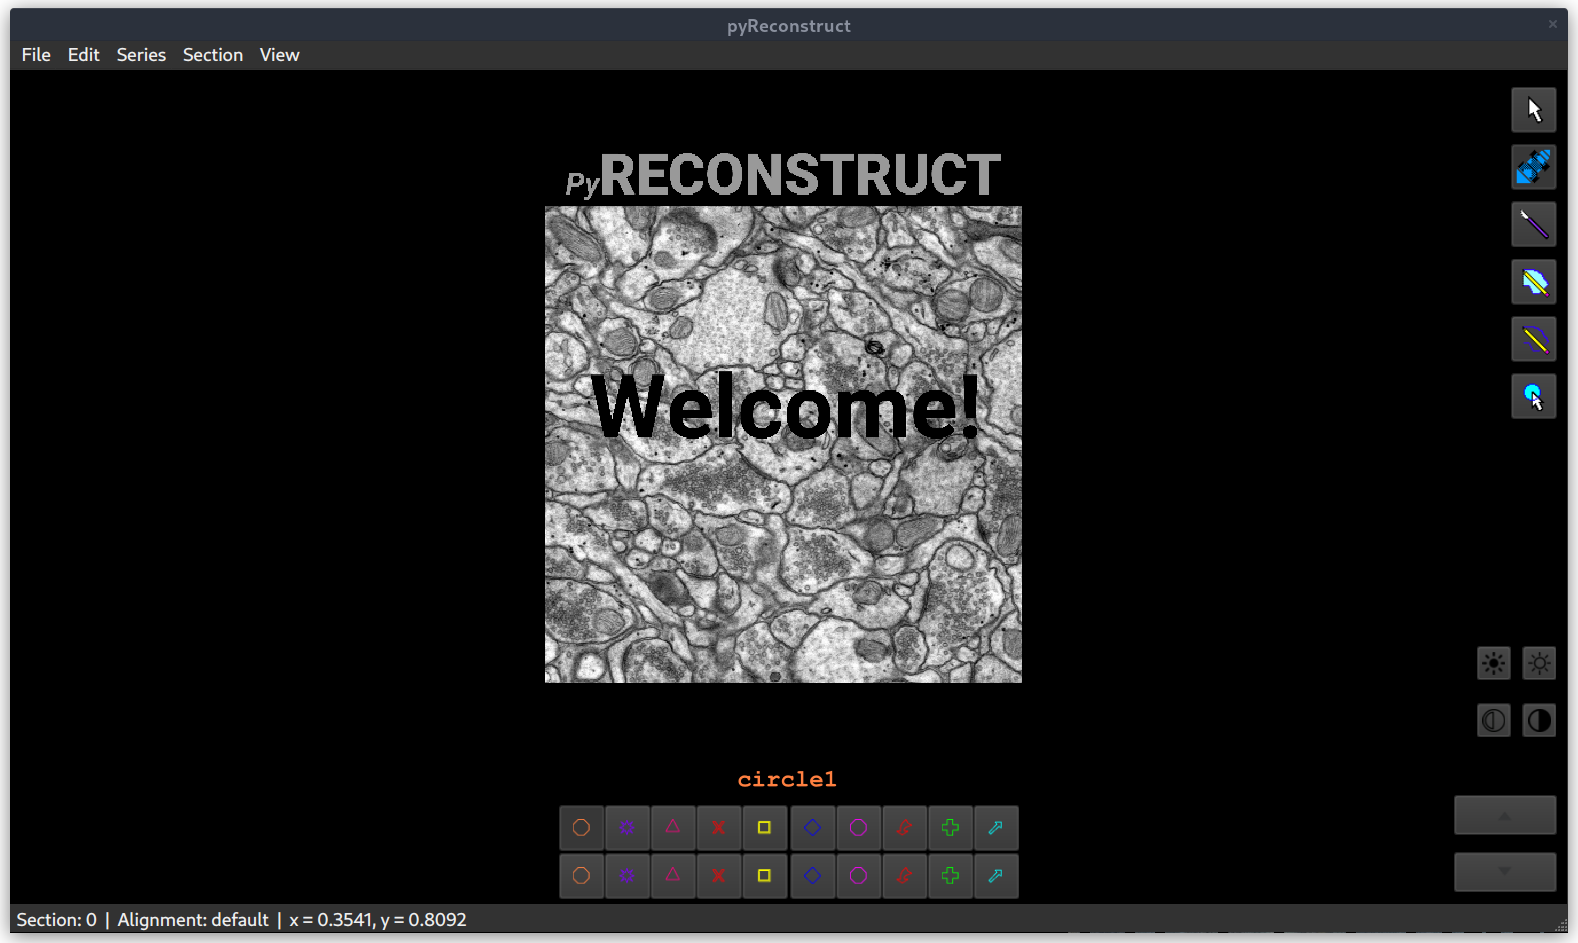 pyReconstruct
File Edit Series Section View
PyRECONSTRUCT
Welcome!
circle1
Section: 0 | Alignment: default | x = 0.3541, y = 0.8092